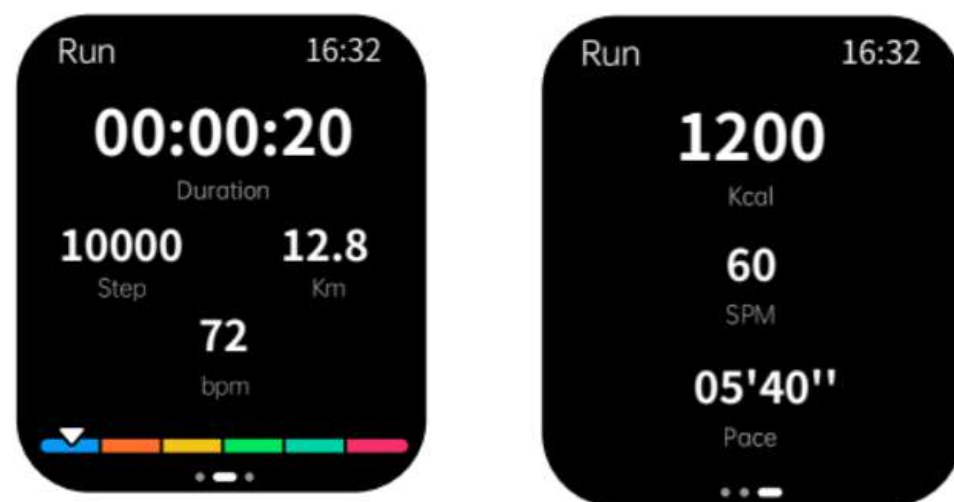 Run 16:32
00:00:20
Duration
10000 12.8
Step Km
72
bpm
Run 16:32
1200
Kcal
60
SPM
05'40''
Pace